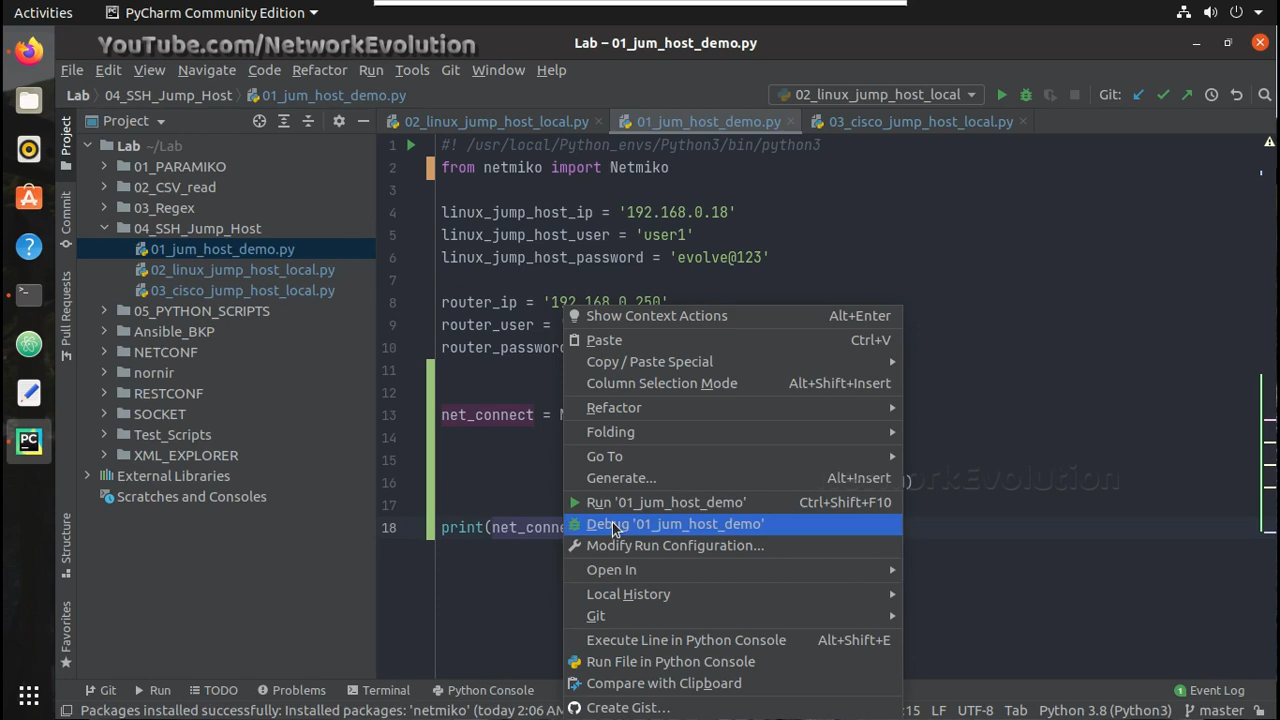 Activities
PyCharm Community Edition
YouTube.com/NetworkEvolution
Lab – 01_jum_host_demo.py
File Edit View Navigate Code Refactor Run Tools Git Window Help
Lab 04_SSH_Jump_Host 01_jum_host_demo.py
02_linux_jump_host_local
Git:
Project
02_linux_jump_host_local.py
01_jum_host_demo.py
03_cisco_jump_host_local.py
Project
Commit
Pull Requests
Structure
Favorites
Lab ~/Lab
01_PARAMIKO
02_CSV_read
03_Regex
04_SSH_Jump_Host
01_jum_host_demo.py
02_linux_jump_host_local.py
03_cisco_jump_host_local.py
05_PYTHON_SCRIPTS
Ansible_BKP
NETCONF
nornir
RESTCONF
SOCKET
Test_Scripts
XML_EXPLORER
External Libraries
Scratches and Consoles
1 #! /usr/local/Python_envs/Python3/bin/python3
2 from netmiko import Netmiko
3
4 linux_jump_host_ip = '192.168.0.18'
5 linux_jump_host_user = 'user1'
6 linux_jump_host_password = 'evolve@123'
7
8 router_ip = '192.168.0.250'
9 router_user =
10 router_password
11
12
13 net_connect =
14
15
16
17
18 print(net_conne
NetworkEvolution
Show Context Actions Alt+Enter
Paste Ctrl+V
Copy / Paste Special
Column Selection Mode Alt+Shift+Insert
Refactor
Folding
Go To
Generate... Alt+Insert
Run '01_jum_host_demo' Ctrl+Shift+F10
Debug '01_jum_host_demo'
Modify Run Configuration...
Open In
Local History
Git
Execute Line in Python Console Alt+Shift+E
Run File in Python Console
Compare with Clipboard
Create Gist...
Git Run TODO Problems Terminal Python Console
1 Event Log
Packages installed successfully: Installed packages: 'netmiko' (today 2:06 AM
:15 LF UTF-8 Tab Python 3.8 (Python3) master